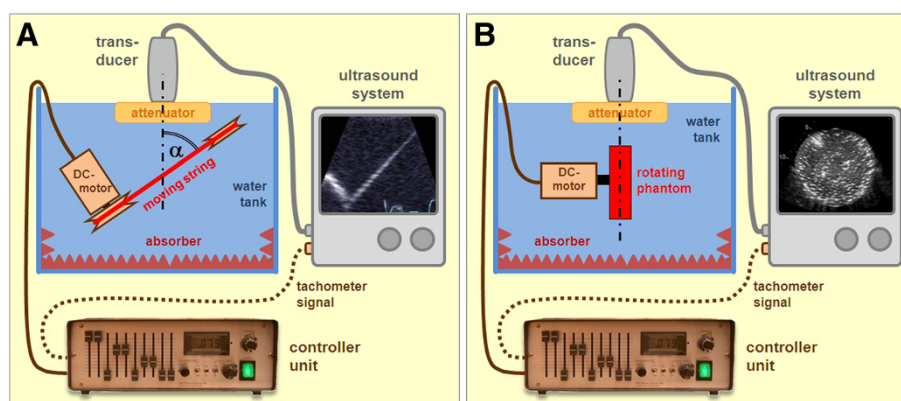 A
trans-
ducer
ultrasound
system
attenuator
α
DC-
motor
moving string
water
tank
absorber
tachometer
signal
controller
unit
B
trans-
ducer
ultrasound
system
attenuator
water
tank
DC-
motor
rotating
phantom
absorber
tachometer
signal
controller
unit